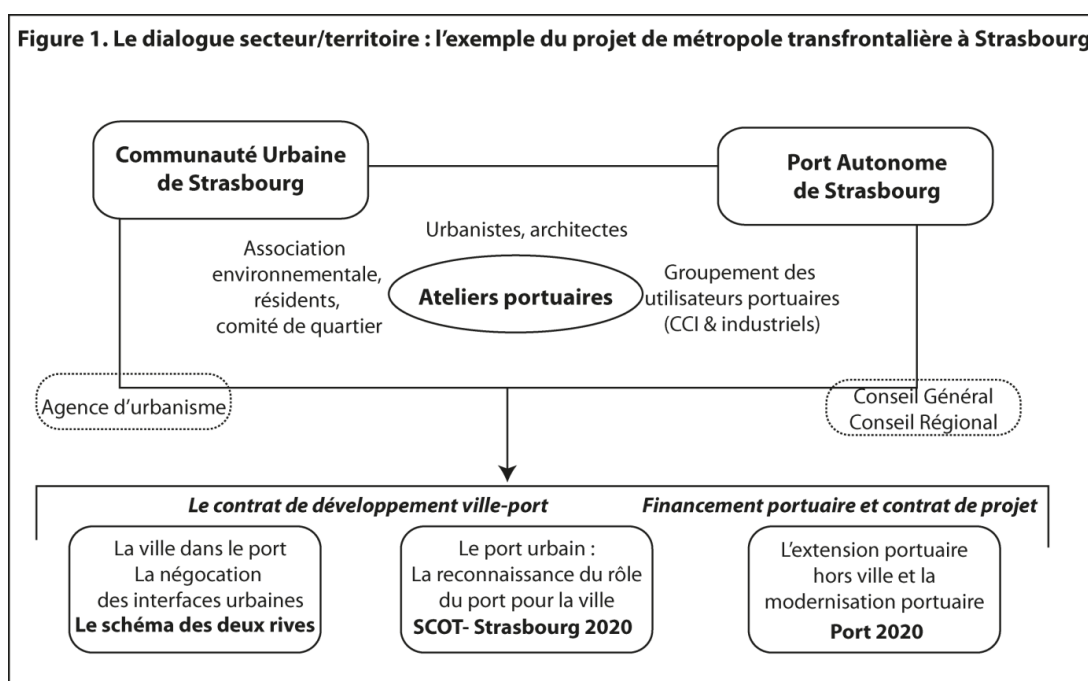 Figure 1. Le dialogue secteur/territoire : l’exemple du projet de métropole transfrontalière à Strasbourg
Communauté Urbaine
de Strasbourg
Port Autonome
de Strasbourg
Urbanistes, architectes
Association
environnementale,
résidents,
comité de quartier
Ateliers portuaires
Groupement des
utilisateurs portuaires
(CCI & industriels)
Agence d’urbanisme
Conseil Général
Conseil Régional
Le contrat de développement ville-port
Financement portuaire et contrat de projet
La ville dans le port
La négocation
des interfaces urbaines
Le schéma des deux rives
Le port urbain :
La reconnaissance du rôle
du port pour la ville
SCOT- Strasbourg 2020
L’extension portuaire
hors ville et la
modernisation portuaire
Port 2020